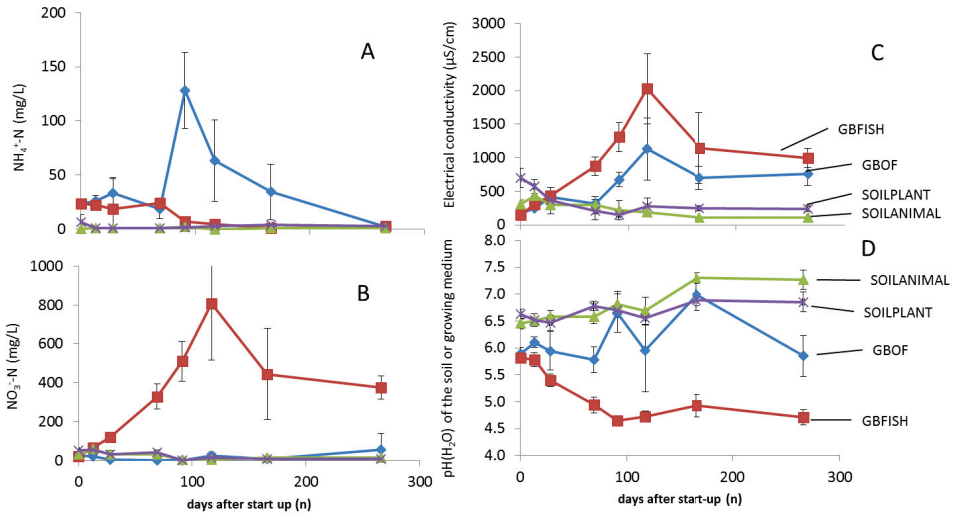 A
NH₄⁺-N (mg/L)
200
150
100
50
0
0 100 200 300
B
NO₃⁻-N (mg/L)
1000
800
600
400
200
0
0 100 200 300
days after start up (n)
C
Electrical conductivity (µS/cm)
3000
2500
2000
1500
1000
500
0
GBFISH
GBOF
SOILPLANT
SOILANIMAL
D
pH(H₂O) of the soil or growing medium
8.0
7.5
7.0
6.5
6.0
5.5
5.0
4.5
4.0
0 100 200 300
SOILANIMAL
SOILPLANT
GBOF
GBFISH
days after start-up (n)